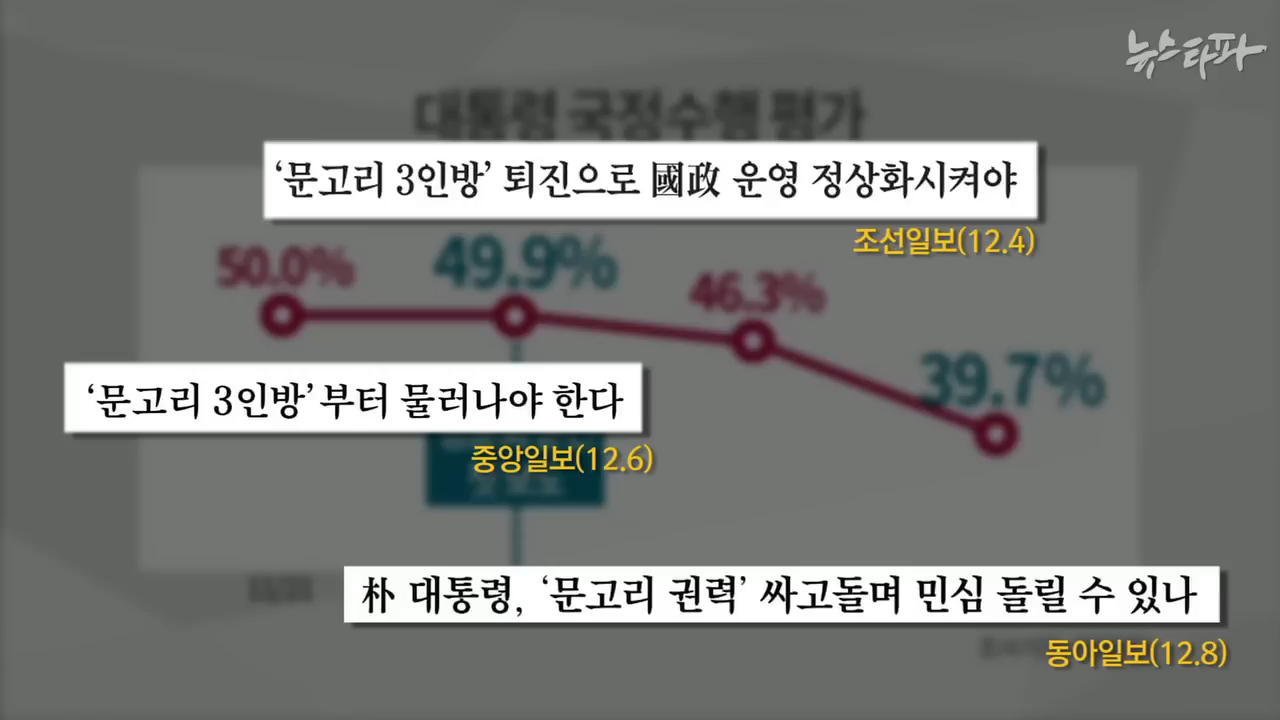 뉴스타파
대통령 국정수행 평가
‘문고리 3인방’ 퇴진으로 國政 운영 정상화시켜야
조선일보(12.4)
50.0%
49.9%
46.3%
39.7%
‘문고리 3인방’부터 물러나야 한다
중앙일보(12.6)
朴 대통령, ‘문고리 권력’ 싸고돌며 민심 돌릴 수 있나
동아일보(12.8)